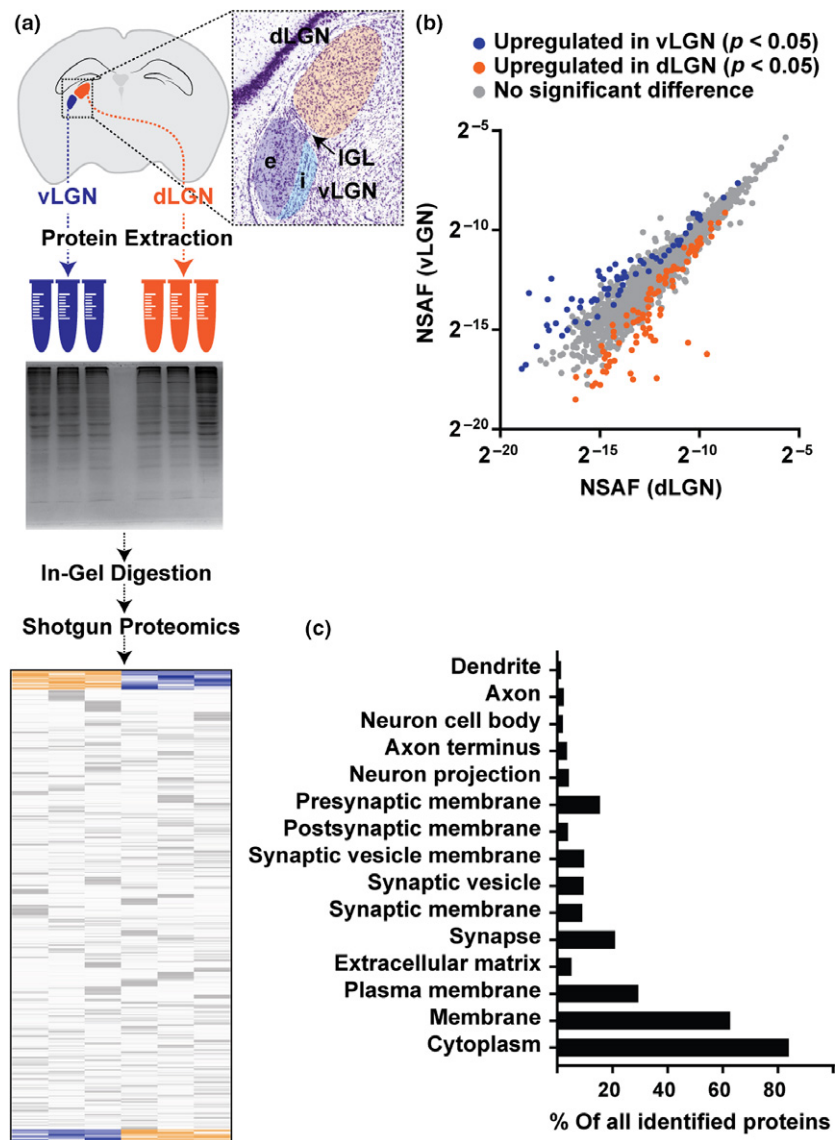 (a)
dLGN
e
i
IGL
vLGN
vLGN
dLGN
Protein Extraction
In-Gel Digestion
Shotgun Proteomics
(b)
Upregulated in vLGN (p < 0.05)
Upregulated in dLGN (p < 0.05)
No significant difference
NSAF (vLGN)
2⁻⁵
2⁻¹⁰
2⁻¹⁵
2⁻²⁰
2⁻²⁰ 2⁻¹⁵ 2⁻¹⁰ 2⁻⁵
NSAF (dLGN)
(c)
Dendrite
Axon
Neuron cell body
Axon terminus
Neuron projection
Presynaptic membrane
Postsynaptic membrane
Synaptic vesicle membrane
Synaptic vesicle
Synaptic membrane
Synapse
Extracellular matrix
Plasma membrane
Membrane
Cytoplasm
20 40 60 80
% Of all identified proteins